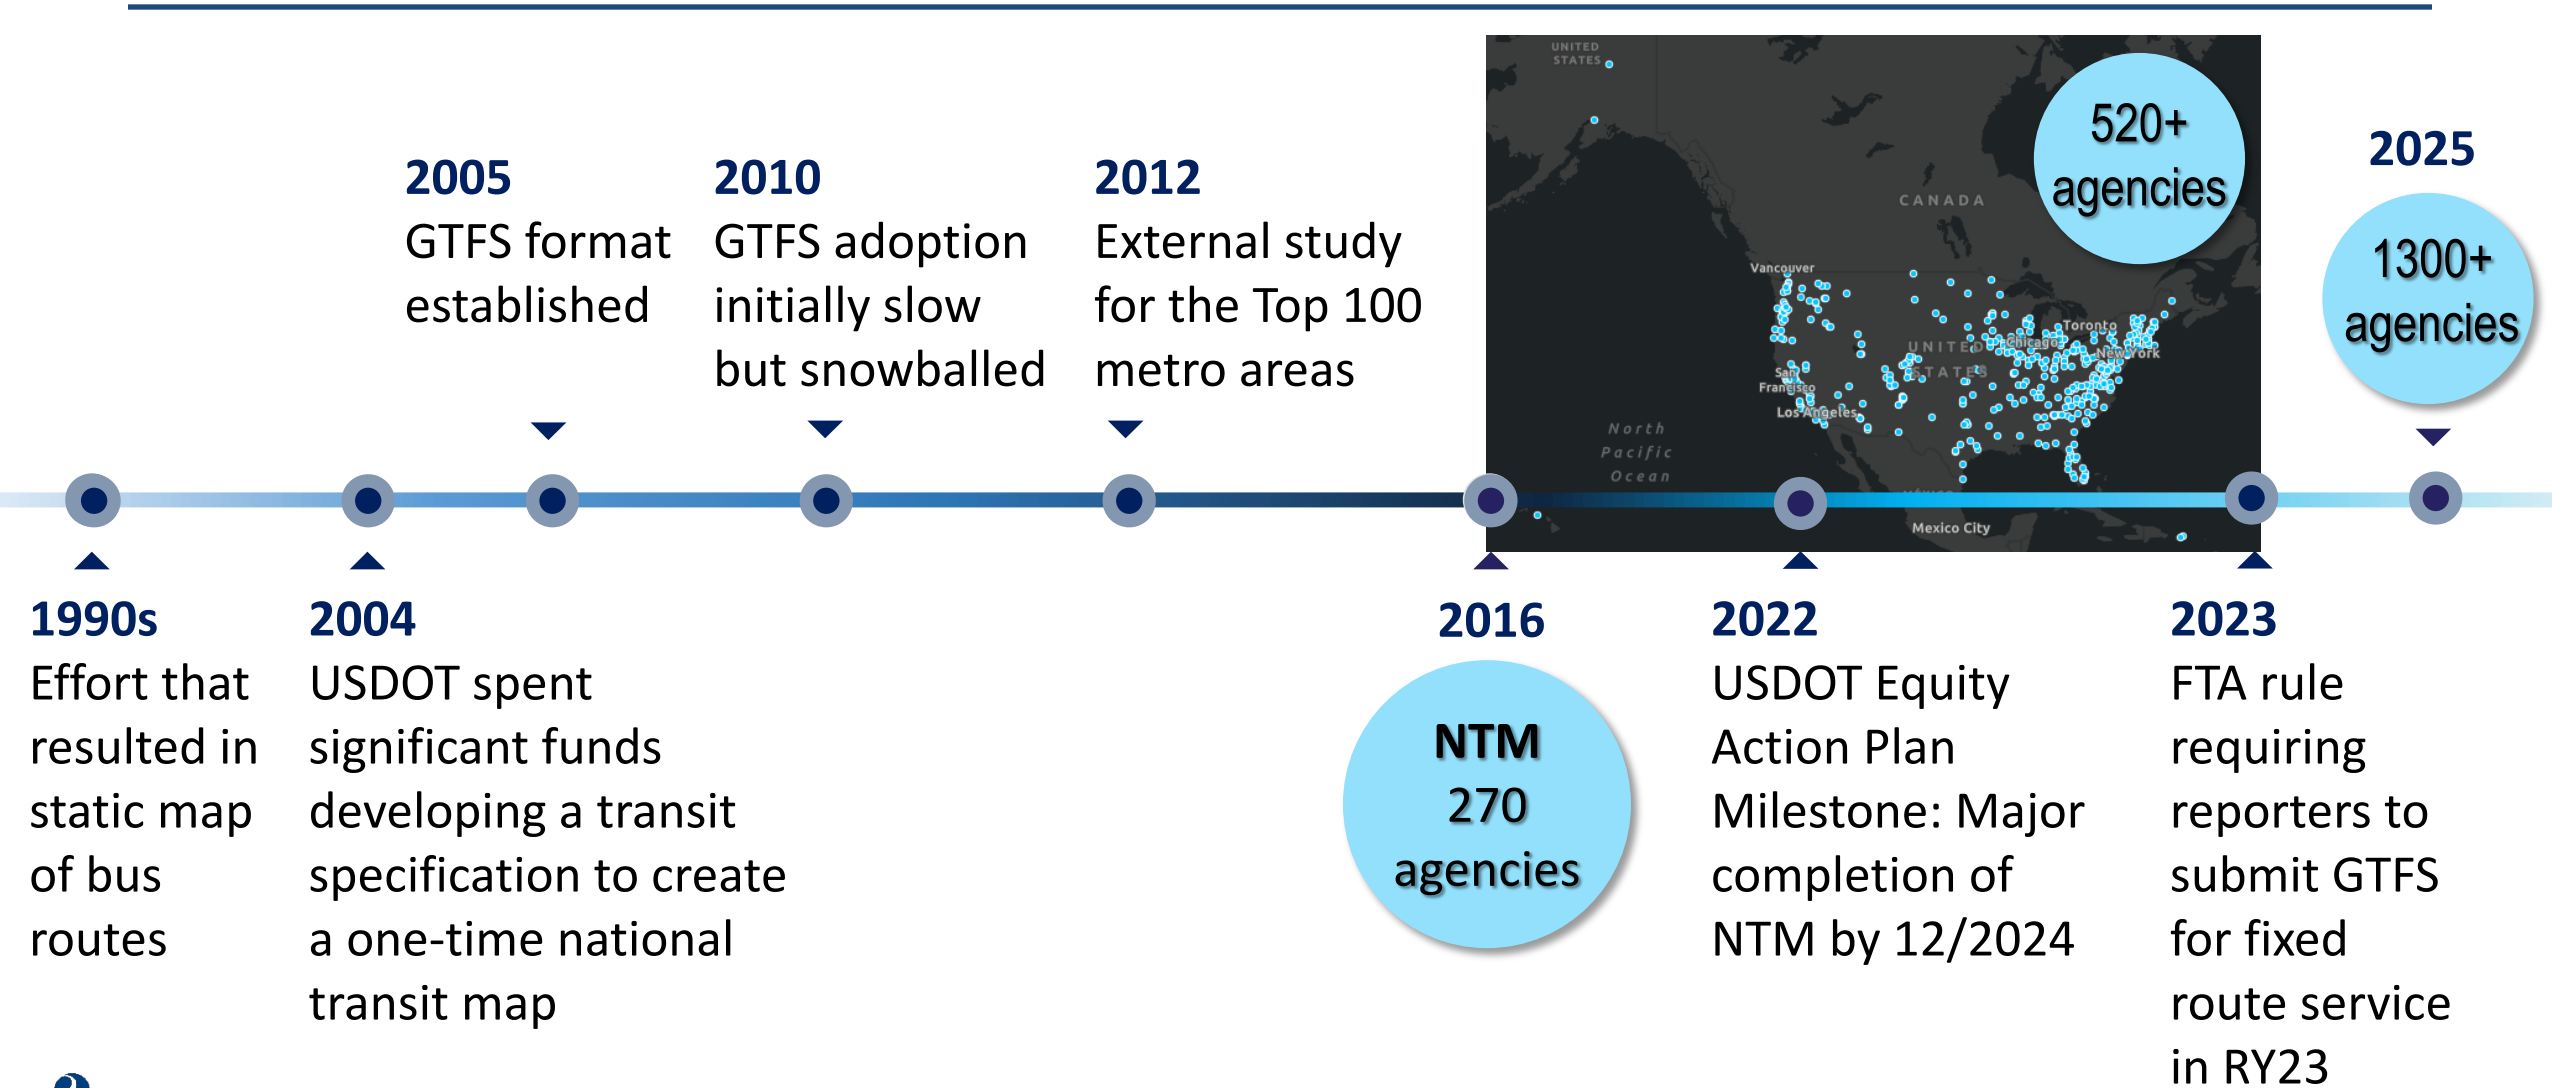 2005
GTFS format
established
2010
GTFS adoption
initially slow
but snowballed
2012
External study
for the Top 100
metro areas
UNITED
STATES
CANADA
Vancouver
Toronto
Chicago
New York
UNITED
STATES
San
Francisco
Los Angeles
North
Pacific
Ocean
MÉXICO
Mexico City
520+
agencies
2025
1300+
agencies
1990s
Effort that
resulted in
static map
of bus
routes
2004
USDOT spent
significant funds
developing a transit
specification to create
a one-time national
transit map
2016
NTM
270
agencies
2022
USDOT Equity
Action Plan
Milestone: Major
completion of
NTM by 12/2024
2023
FTA rule
requiring
reporters to
submit GTFS
for fixed
route service
in RY23